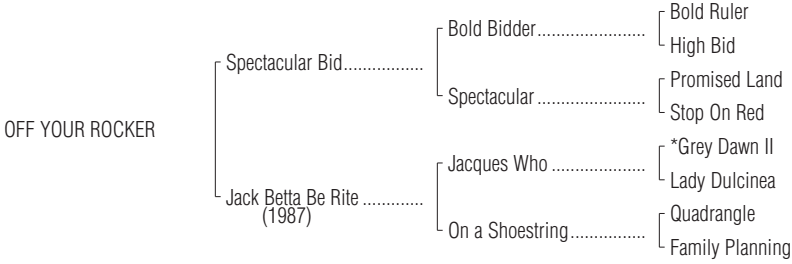 OFF YOUR ROCKER
Spectacular Bid.................
Jack Betta Be Rite .............
(1987)
Bold Bidder.......................
Spectacular .......................
Jacques Who ....................
On a Shoestring................
Bold Ruler
High Bid
Promised Land
Stop On Red
*Grey Dawn II
Lady Dulcinea
Quadrangle
Family Planning